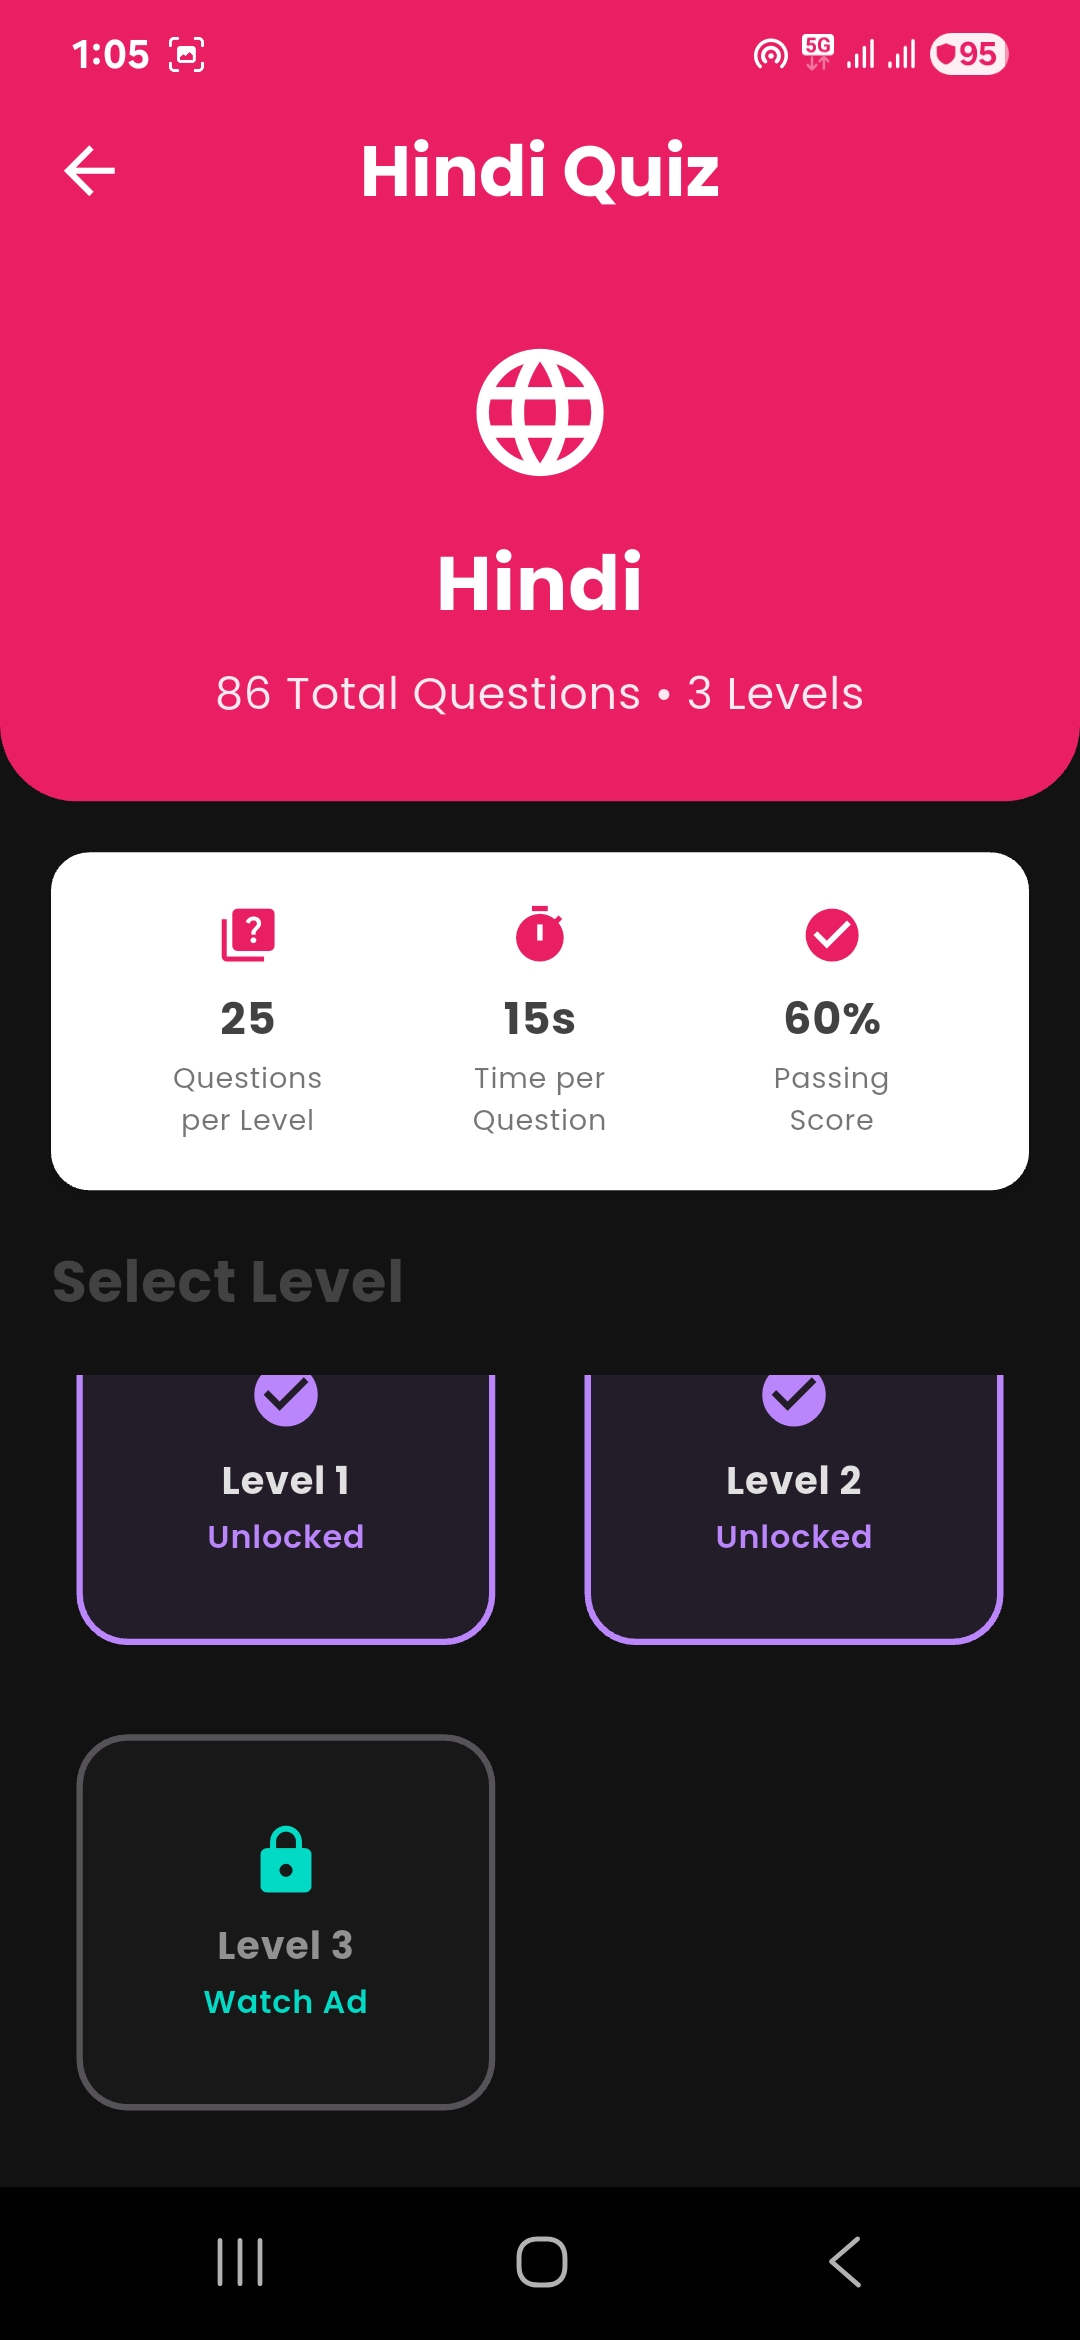 1:05
5G
95
Hindi Quiz
Hindi
86 Total Questions • 3 Levels
?
25
15s
60%
Questions
per Level
Time per
Question
Passing
Score
Select Level
Level 1
Unlocked
Level 2
Unlocked
Level 3
Watch Ad